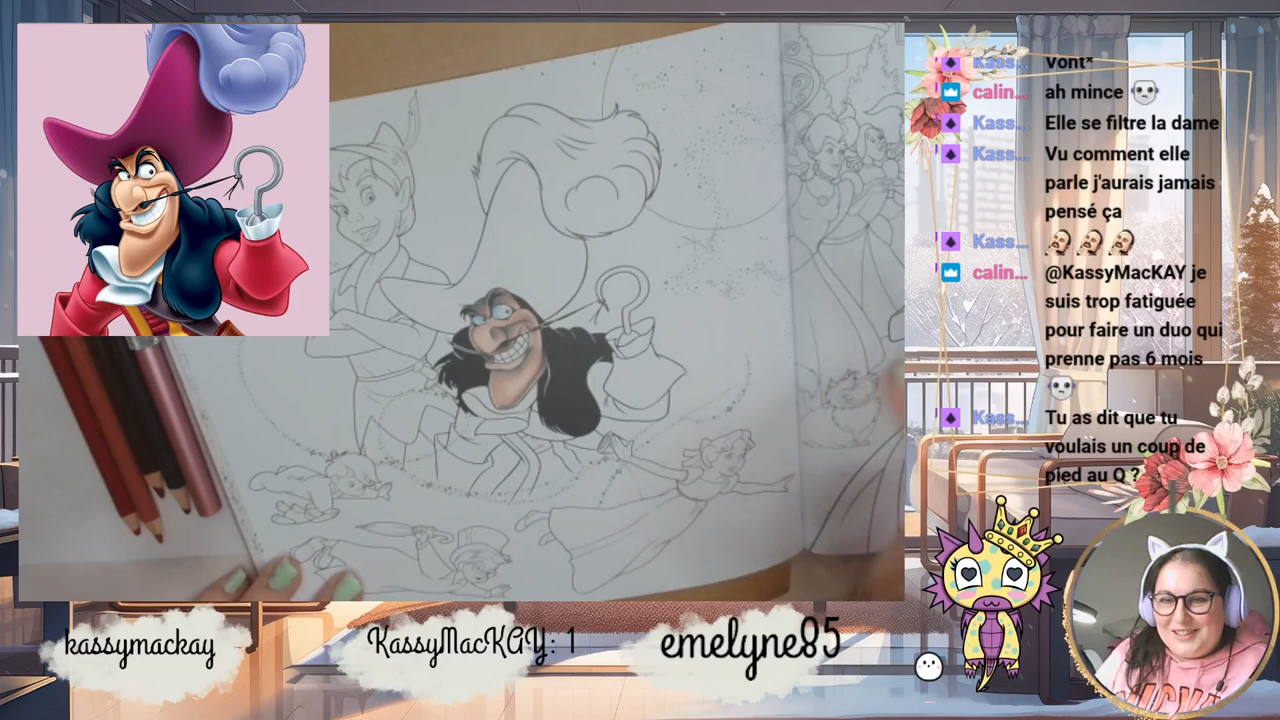 Kass... Vont*
calin... ah mince
Kass... Elle se filtre la dame
Kass... Vu comment elle
parle j'aurais jamais
pensé ça
Kass...
calin... @KassyMacKAY je
suis trop fatiguée
pour faire un duo qui
prenne pas 6 mois
Kass... Tu as dit que tu
voulais un coup de
pied au Q ?
kassymackay
KassyMacKAY: 1
emelyne85